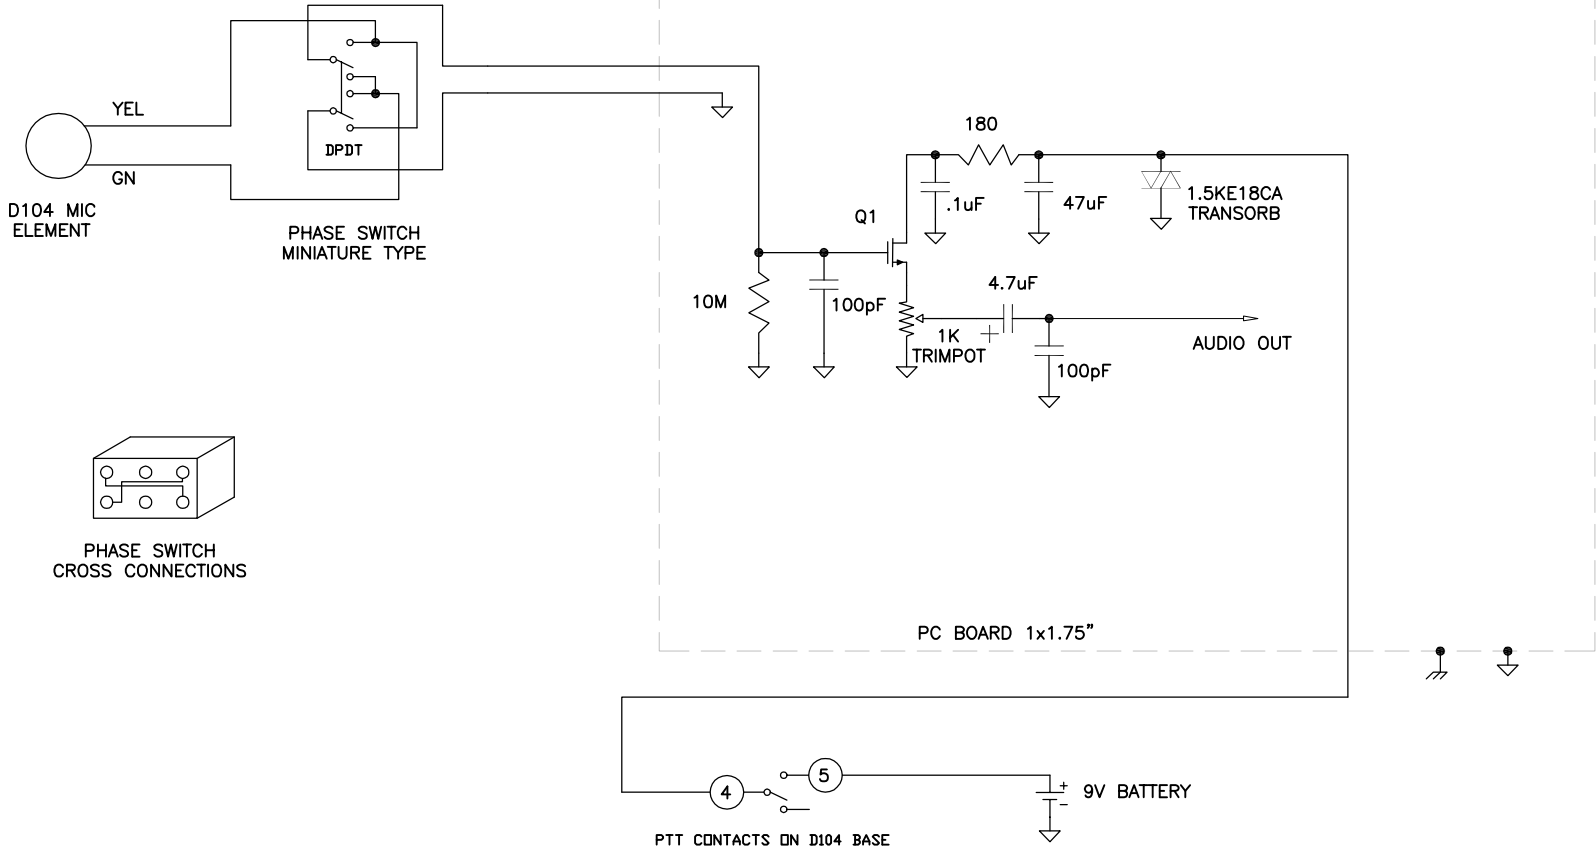 YEL
GN
D104 MIC
ELEMENT
DPDT
PHASE SWITCH
MINIATURE TYPE
180
.1uF
47uF
1.5KE18CA
TRANSORB
Q1
10M
100pF
4.7uF
+
1K
TRIMPOT
100pF
AUDIO OUT
PHASE SWITCH
CROSS CONNECTIONS
PC BOARD 1x1.75"
4
5
+
-
9V BATTERY
PTT CONTACTS ON D104 BASE